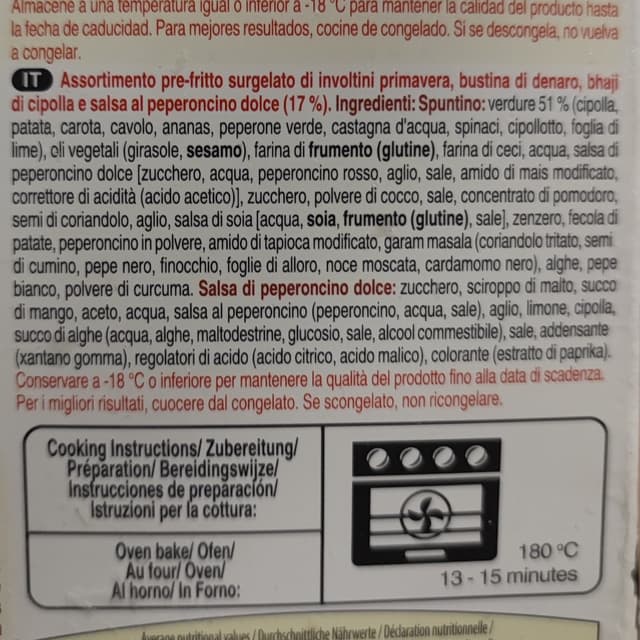 Almacene a una temperatura igual o inferior a -18 °C para mantener la calidad del producto hasta
la fecha de caducidad. Para mejores resultados, cocine de congelado. Si se descongela, no vuelva
a congelar.
IT Assortimento pre-fritto surgelato di involtini primavera, bustina di denaro, bhaji
di cipolla e salsa al peperoncino dolce (17 %). Ingredienti: Spuntino: verdure 51 % (cipolla,
patata, carota, cavolo, ananas, peperone verde, castagna d'acqua, spinaci, cipollotto, foglia di
lime), oli vegetali (girasole, sesamo), farina di frumento (glutine), farina di ceci, acqua, salsa di
peperoncino dolce [zucchero, acqua, peperoncino rosso, aglio, sale, amido di mais modificato,
correttore di acidità (acido acetico)], zucchero, polvere di cocco, sale, concentrato di pomodoro,
semi di coriandolo, aglio, salsa di soia [acqua, soia, frumento (glutine), sale], zenzero, fecola di
patate, peperoncino in polvere, amido di tapioca modificato, garam masala (coriandolo tritato, semi
di cumino, pepe nero, finocchio, foglie di alloro, noce moscata, cardamomo nero), alghe, pepe
bianco, polvere di curcuma. Salsa di peperoncino dolce: zucchero, sciroppo di malto, succo
di mango, aceto, acqua, salsa al peperoncino (peperoncino, acqua, sale), aglio, limone, cipolla,
succo di alghe (acqua, alghe, maltodestrine, glucosio, sale, alcool commestibile), sale, addensante
(xantano gomma), regolatori di acido (acido citrico, acido malico), colorante (estratto di paprika).
Conservare a -18 °C o inferiore per mantenere la qualità del prodotto fino alla data di scadenza.
Per i migliori risultati, cuocere dal congelato. Se scongelato, non ricongelare.
Cooking Instructions/ Zubereitung/
Préparation/ Bereidingswijze/
Instrucciones de preparación/
Istruzioni per la cottura:
Oven bake/ Ofen/
Au four/ Oven/
Al horno/ In Forno:
180 °C
13 - 15 minutes
Average nutritional values / Durchschnittliche Nährwerte / Déclaration nutritionnelle /